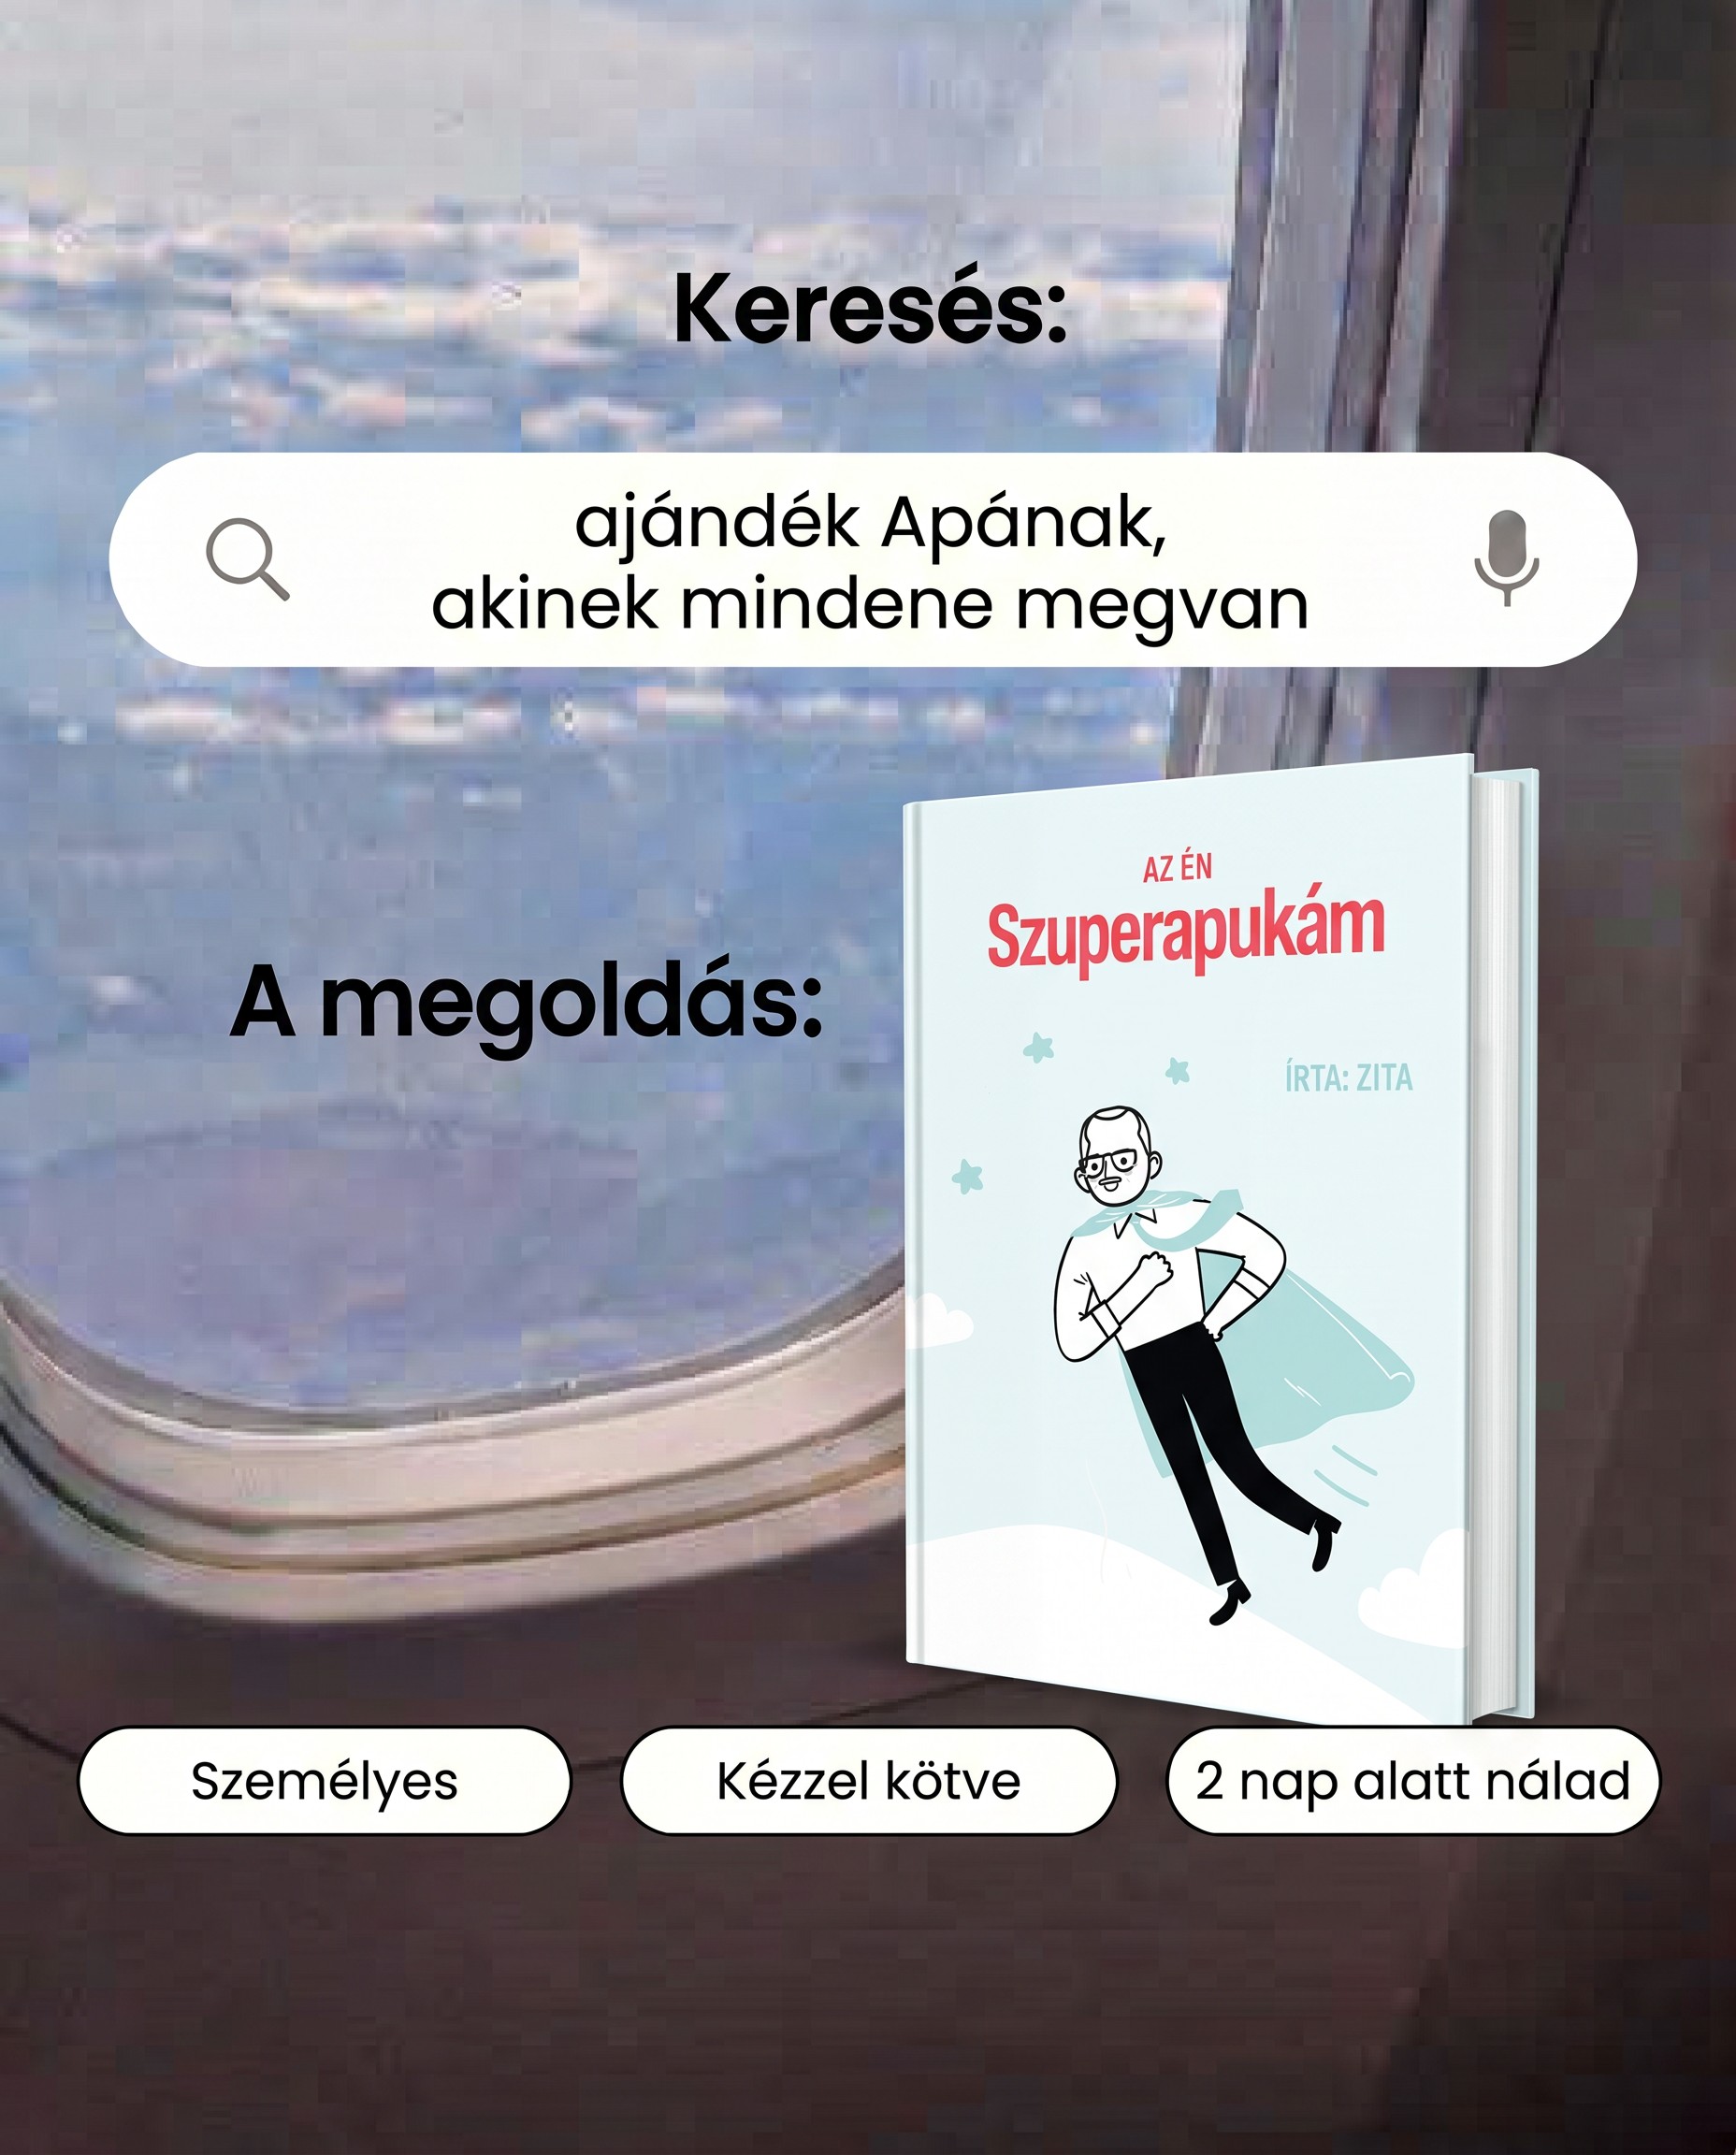 Keresés:
ajándék Apának,
akinek mindene megvan
A megoldás:
AZ ÉN
Szuperapukám
ÍRTA: ZITA
Személyes
Kézzel kötve
2 nap alatt nálad